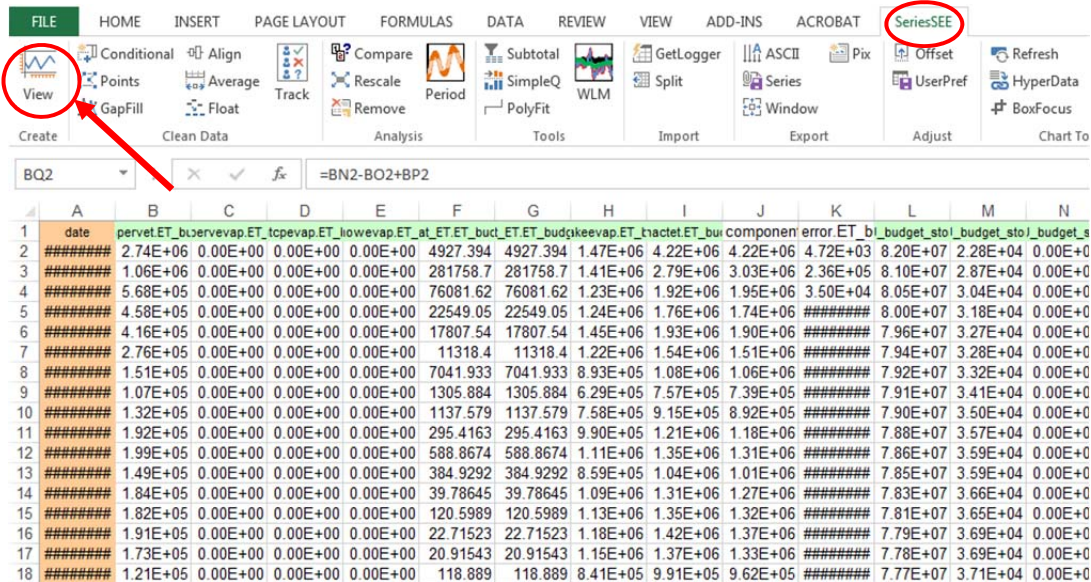 FILE HOME INSERT PAGE LAYOUT FORMULAS DATA REVIEW VIEW ADD-INS ACROBAT SeriesSEE
Conditional Align Compare Subtotal GetLogger ASCII Pix Offset Refresh
View Points Average Track Rescale Period SimpleQ WLM Split Series UserPref HyperData
GapFill Float Remove PolyFit Window BoxFocus
Create Clean Data Analysis Tools Import Export Adjust Chart To
BQ2 fx =BN2-BO2+BP2
A B C D E F G H I J K L M N
1 date component error.ET_b
2 ######## 2.74E+06 0.00E+00 0.00E+00 0.00E+00 4927.394 4927.394 1.47E+06 4.22E+06 4.22E+06 4.72E+03 8.20E+07 2.28E+04 0.00E+0
3 ######## 1.06E+06 0.00E+00 0.00E+00 0.00E+00 281758.7 281758.7 1.41E+06 2.79E+06 3.03E+06 2.36E+05 8.10E+07 2.87E+04 0.00E+0
4 ######## 5.68E+05 0.00E+00 0.00E+00 0.00E+00 76081.62 76081.62 1.23E+06 1.92E+06 1.95E+06 3.50E+04 8.05E+07 3.04E+04 0.00E+0
5 ######## 4.58E+05 0.00E+00 0.00E+00 0.00E+00 22549.05 22549.05 1.24E+06 1.76E+06 1.74E+06 ######## 8.00E+07 3.18E+04 0.00E+0
6 ######## 4.16E+05 0.00E+00 0.00E+00 0.00E+00 17807.54 17807.54 1.45E+06 1.93E+06 1.90E+06 ######## 7.96E+07 3.27E+04 0.00E+0
7 ######## 2.76E+05 0.00E+00 0.00E+00 0.00E+00 11318.4 11318.4 1.22E+06 1.54E+06 1.51E+06 ######## 7.94E+07 3.28E+04 0.00E+0
8 ######## 1.51E+05 0.00E+00 0.00E+00 0.00E+00 7041.933 7041.933 8.93E+05 1.08E+06 1.06E+06 ######## 7.92E+07 3.32E+04 0.00E+0
9 ######## 1.07E+05 0.00E+00 0.00E+00 0.00E+00 1305.884 1305.884 6.29E+05 7.57E+05 7.39E+05 ######## 7.91E+07 3.41E+04 0.00E+0
10 ######## 1.32E+05 0.00E+00 0.00E+00 0.00E+00 1137.579 1137.579 7.58E+05 9.15E+05 8.92E+05 ######## 7.90E+07 3.50E+04 0.00E+0
11 ######## 1.92E+05 0.00E+00 0.00E+00 0.00E+00 295.4163 295.4163 9.90E+05 1.21E+06 1.18E+06 ######## 7.88E+07 3.57E+04 0.00E+0
12 ######## 1.99E+05 0.00E+00 0.00E+00 0.00E+00 588.8674 588.8674 1.11E+06 1.35E+06 1.31E+06 ######## 7.86E+07 3.59E+04 0.00E+0
13 ######## 1.49E+05 0.00E+00 0.00E+00 0.00E+00 384.9292 384.9292 8.59E+05 1.04E+06 1.01E+06 ######## 7.85E+07 3.59E+04 0.00E+0
14 ######## 1.84E+05 0.00E+00 0.00E+00 0.00E+00 39.78645 39.78645 1.09E+06 1.31E+06 1.27E+06 ######## 7.83E+07 3.66E+04 0.00E+0
15 ######## 1.82E+05 0.00E+00 0.00E+00 0.00E+00 120.5989 120.5989 1.13E+06 1.35E+06 1.32E+06 ######## 7.81E+07 3.65E+04 0.00E+0
16 ######## 1.91E+05 0.00E+00 0.00E+00 0.00E+00 22.71523 22.71523 1.18E+06 1.42E+06 1.37E+06 ######## 7.79E+07 3.69E+04 0.00E+0
17 ######## 1.73E+05 0.00E+00 0.00E+00 0.00E+00 20.91543 20.91543 1.15E+06 1.37E+06 1.33E+06 ######## 7.78E+07 3.69E+04 0.00E+0
18 ######## 1.21E+05 0.00E+00 0.00E+00 0.00E+00 118.889 118.889 8.41E+05 9.91E+05 9.62E+05 ######## 7.77E+07 3.71E+04 0.00E+0